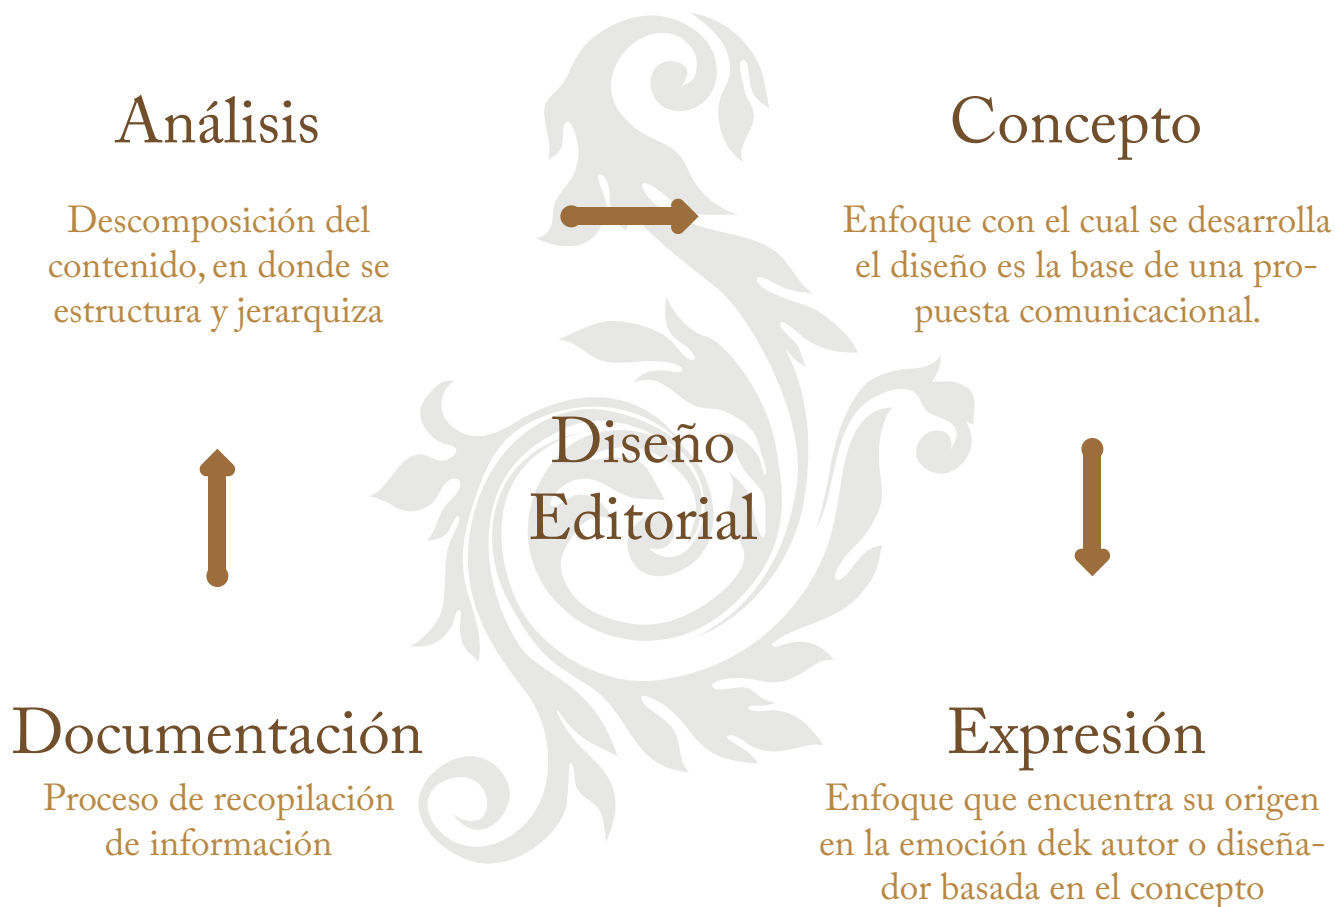 Análisis
Descomposición del
contenido, en donde se
estructura y jerarquiza
Concepto
Enfoque con el cual se desarrolla
el diseño es la base de una pro-
puesta comunicacional.
Diseño
Editorial
Documentación
Proceso de recopilación
de información
Expresión
Enfoque que encuentra su origen
en la emoción dek autor o diseña-
dor basada en el concepto